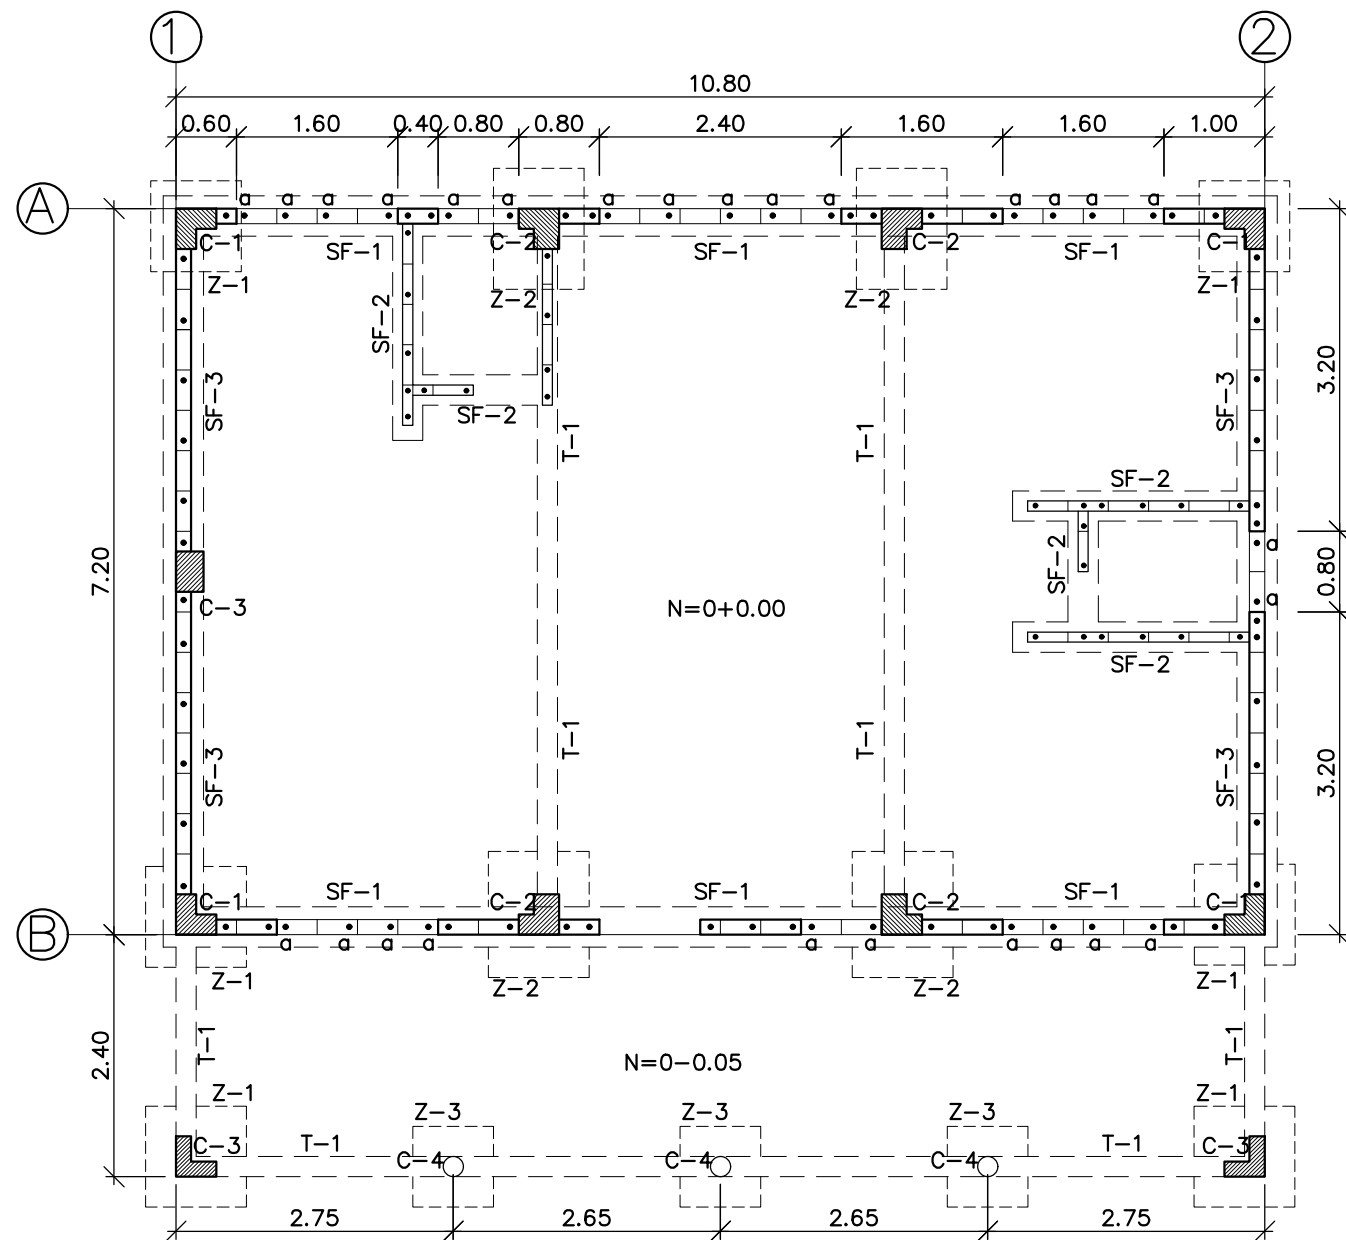 1 2
10.80
0.60 1.60 0.40 0.80 0.80 2.40 1.60 1.60 1.00
A
a a a a a a a a a a a a a a a
C-1 SF-1 C-2 SF-1 C-2 SF-1 C-1
Z-1 Z-2 Z-2 Z-1
SF-2
SF-3 SF-3 3.20
SF-2
T-1 T-1
SF-2
SF-2
a
7.20 0.80
C-3 N=0+0.00 a
SF-2
T-1 T-1
SF-3 SF-3 3.20
C-1 SF-1 C-2 SF-1 C-2 SF-1 C-1
B
a a a a a a a a a a
Z-1 Z-2 Z-2 Z-1
T-1 T-1
2.40 N=0-0.05
Z-1 Z-3 Z-3 Z-3 Z-1
C-3 T-1 C-4 C-4 C-4 T-1 C-3
2.75 2.65 2.65 2.75